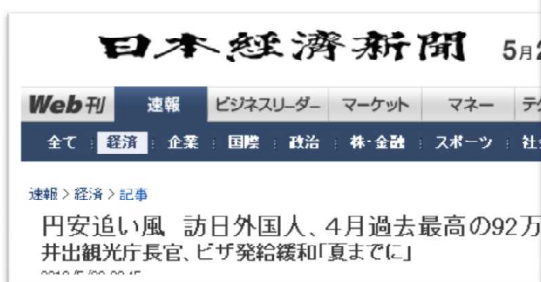 日本経済新聞 5月
Web刊 速報 ビジネスリーダー マーケット マネー
全て 経済 企業 国際 政治 株・金融 スポーツ
速報 > 経済 > 記事
円安追い風 訪日外国人、4月過去最高の92万
井出観光庁長官、ビザ発給緩和「夏までに」